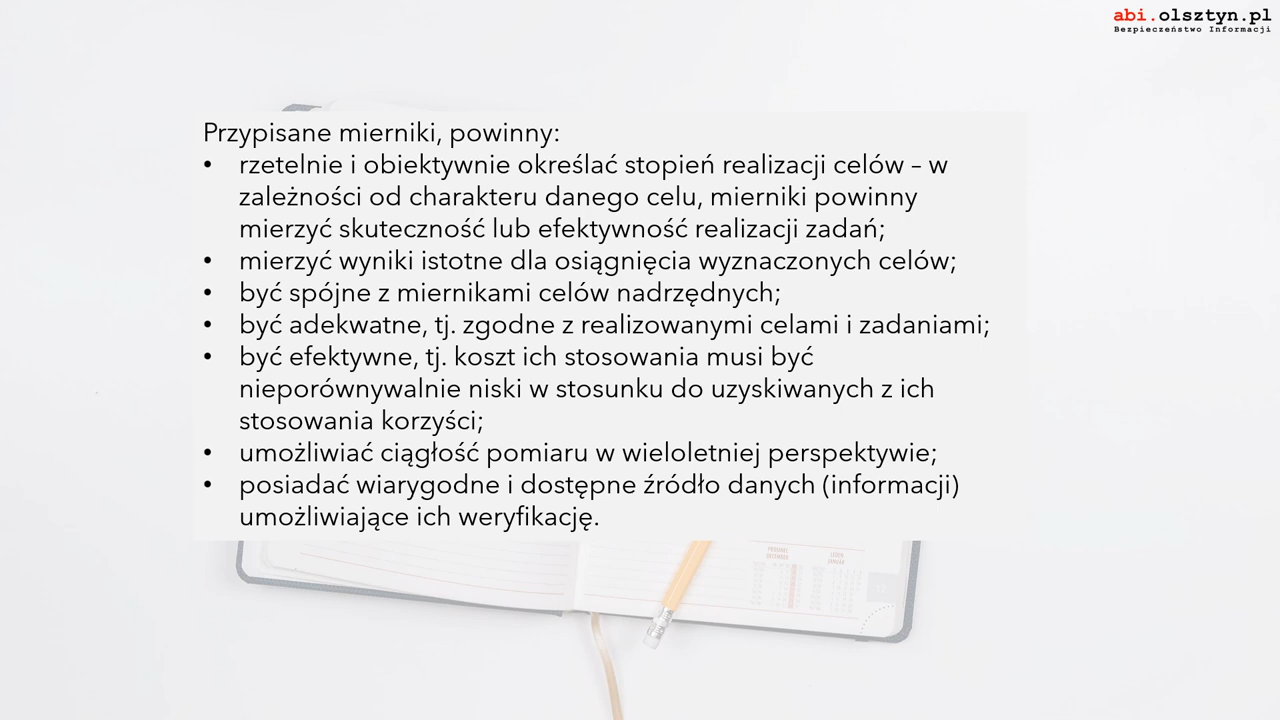 abi.olsztyn.pl
Bezpieczeństwo Informacji
Przypisane mierniki, powinny:
• rzetelnie i obiektywnie określać stopień realizacji celów – w
zależności od charakteru danego celu, mierniki powinny
mierzyć skuteczność lub efektywność realizacji zadań;
• mierzyć wyniki istotne dla osiągnięcia wyznaczonych celów;
• być spójne z miernikami celów nadrzędnych;
• być adekwatne, tj. zgodne z realizowanymi celami i zadaniami;
• być efektywne, tj. koszt ich stosowania musi być
nieporównywalnie niski w stosunku do uzyskiwanych z ich
stosowania korzyści;
• umożliwiać ciągłość pomiaru w wieloletniej perspektywie;
• posiadać wiarygodne i dostępne źródło danych (informacji)
umożliwiające ich weryfikację.